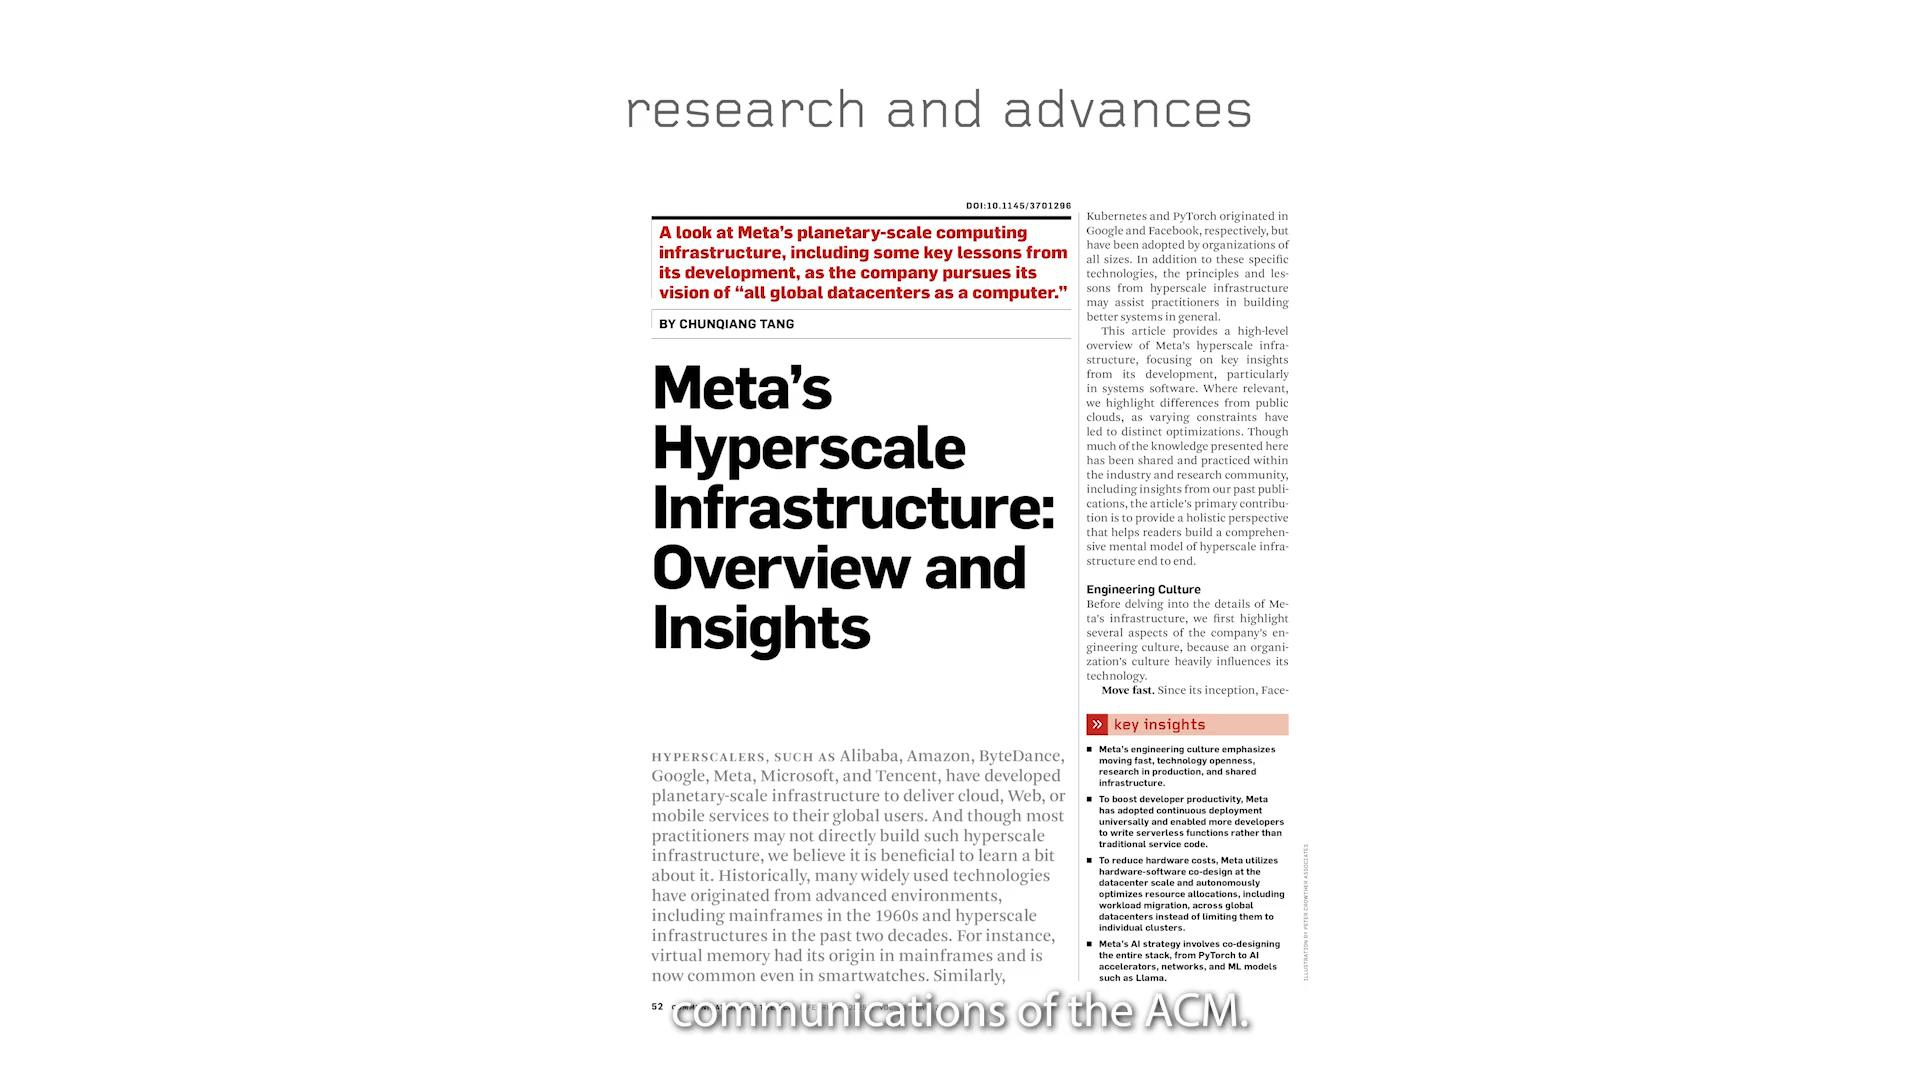 research and advances
DOI:10.1145/3701296
A look at Meta’s planetary-scale computing
infrastructure, including some key lessons from
its development, as the company pursues its
vision of “all global datacenters as a computer.”
BY CHUNQIANG TANG
Meta’s
Hyperscale
Infrastructure:
Overview and
Insights
HYPERSCALERS, SUCH AS Alibaba, Amazon, ByteDance,
Google, Meta, Microsoft, and Tencent, have developed
planetary-scale infrastructure to deliver cloud, Web, or
mobile services to their global users. And though most
practitioners may not directly build such hyperscale
infrastructure, we believe it is beneficial to learn a bit
about it. Historically, many widely used technologies
have originated from advanced environments,
including mainframes in the 1960s and hyperscale
infrastructures in the past two decades. For instance,
virtual memory had its origin in mainframes and is
now common even in smartwatches. Similarly,
Kubernetes and PyTorch originated in
Google and Facebook, respectively, but
have been adopted by organizations of
all sizes. In addition to these specific
technologies, the principles and les-
sons from hyperscale infrastructure
may assist practitioners in building
better systems in general.
This article provides a high-level
overview of Meta’s hyperscale infra-
structure, focusing on key insights
from its development, particularly
in systems software. Where relevant,
we highlight differences from public
clouds, as varying constraints have
led to distinct optimizations. Though
much of the knowledge presented here
has been shared and practiced within
the industry and research community,
including insights from our past publi-
cations, the article’s primary contribu-
tion is to provide a holistic perspective
that helps readers build a comprehen-
sive mental model of hyperscale infra-
structure end to end.
Engineering Culture
Before delving into the details of Me-
ta’s infrastructure, we first highlight
several aspects of the company’s en-
gineering culture, because an organi-
zation’s culture heavily influences its
technology.
Move fast. Since its inception, Face-
» key insights
■ Meta’s engineering culture emphasizes
moving fast, technology openness,
research in production, and shared
infrastructure.
■ To boost developer productivity, Meta
has adopted continuous deployment
universally and enabled more developers
to write serverless functions rather than
traditional service code.
■ To reduce hardware costs, Meta utilizes
hardware-software co-design at the
datacenter scale and autonomously
optimizes resource allocations, including
workload migration, across global
datacenters instead of limiting them to
individual clusters.
■ Meta’s AI strategy involves co-designing
the entire stack, from PyTorch to AI
accelerators, networks, and ML models
such as Llama.
ILLUSTRATION BY PETER CROWTHER ASSOCIATES
52
communications of the ACM.